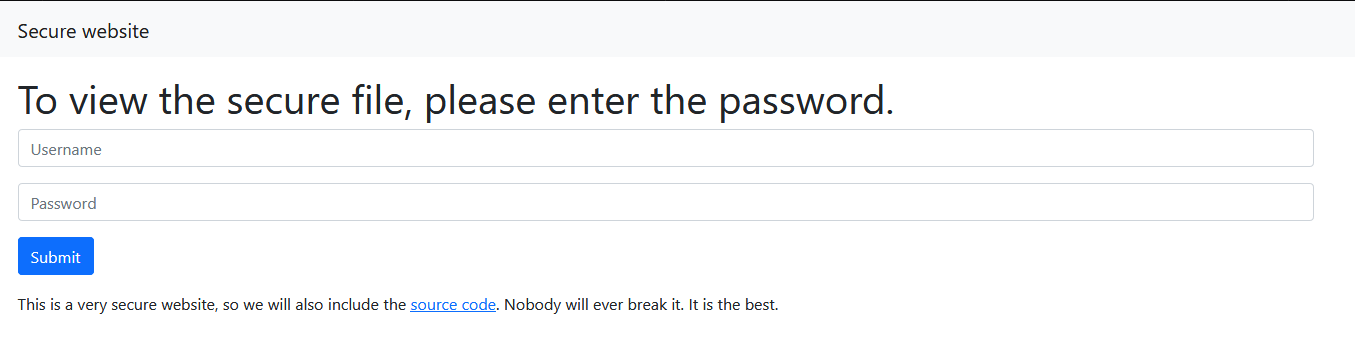 Secure website
To view the secure file, please enter the password.
Username
Password
Submit
This is a very secure website, so we will also include the source code. Nobody will ever break it. It is the best.